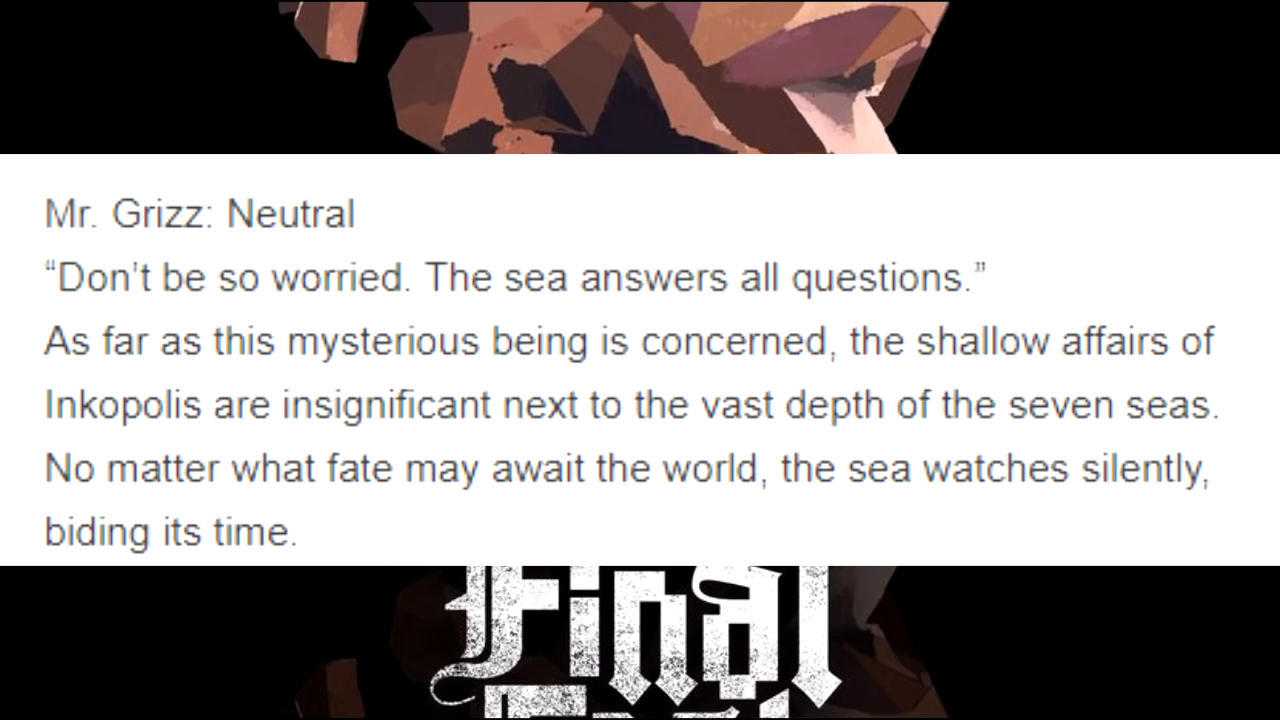 Mr. Grizz: Neutral
“Don’t be so worried. The sea answers all questions.”
As far as this mysterious being is concerned, the shallow affairs of
Inkopolis are insignificant next to the vast depth of the seven seas.
No matter what fate may await the world, the sea watches silently,
biding its time.
Final